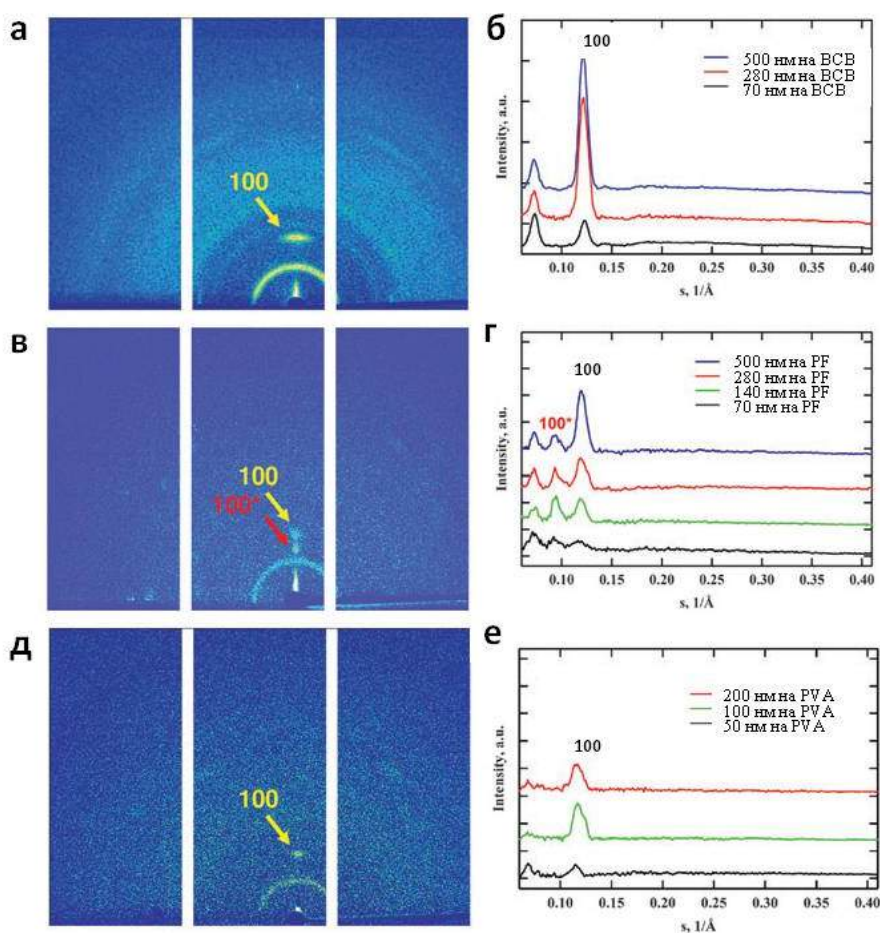 а
100
б
100
500 нм на BCB
280 нм на BCB
70 нм на BCB
Intensity, a.u.
0.10 0.15 0.20 0.25 0.30 0.35 0.40
s, 1/Å
в
100
100*
г
100
100*
500 нм на PF
280 нм на PF
140 нм на PF
70 нм на PF
Intensity, a.u.
0.10 0.15 0.20 0.25 0.30 0.35 0.40
s, 1/Å
д
100
е
100
200 нм на PVA
100 нм на PVA
50 нм на PVA
Intensity, a.u.
0.10 0.15 0.20 0.25 0.30 0.35 0.40
s, 1/Å